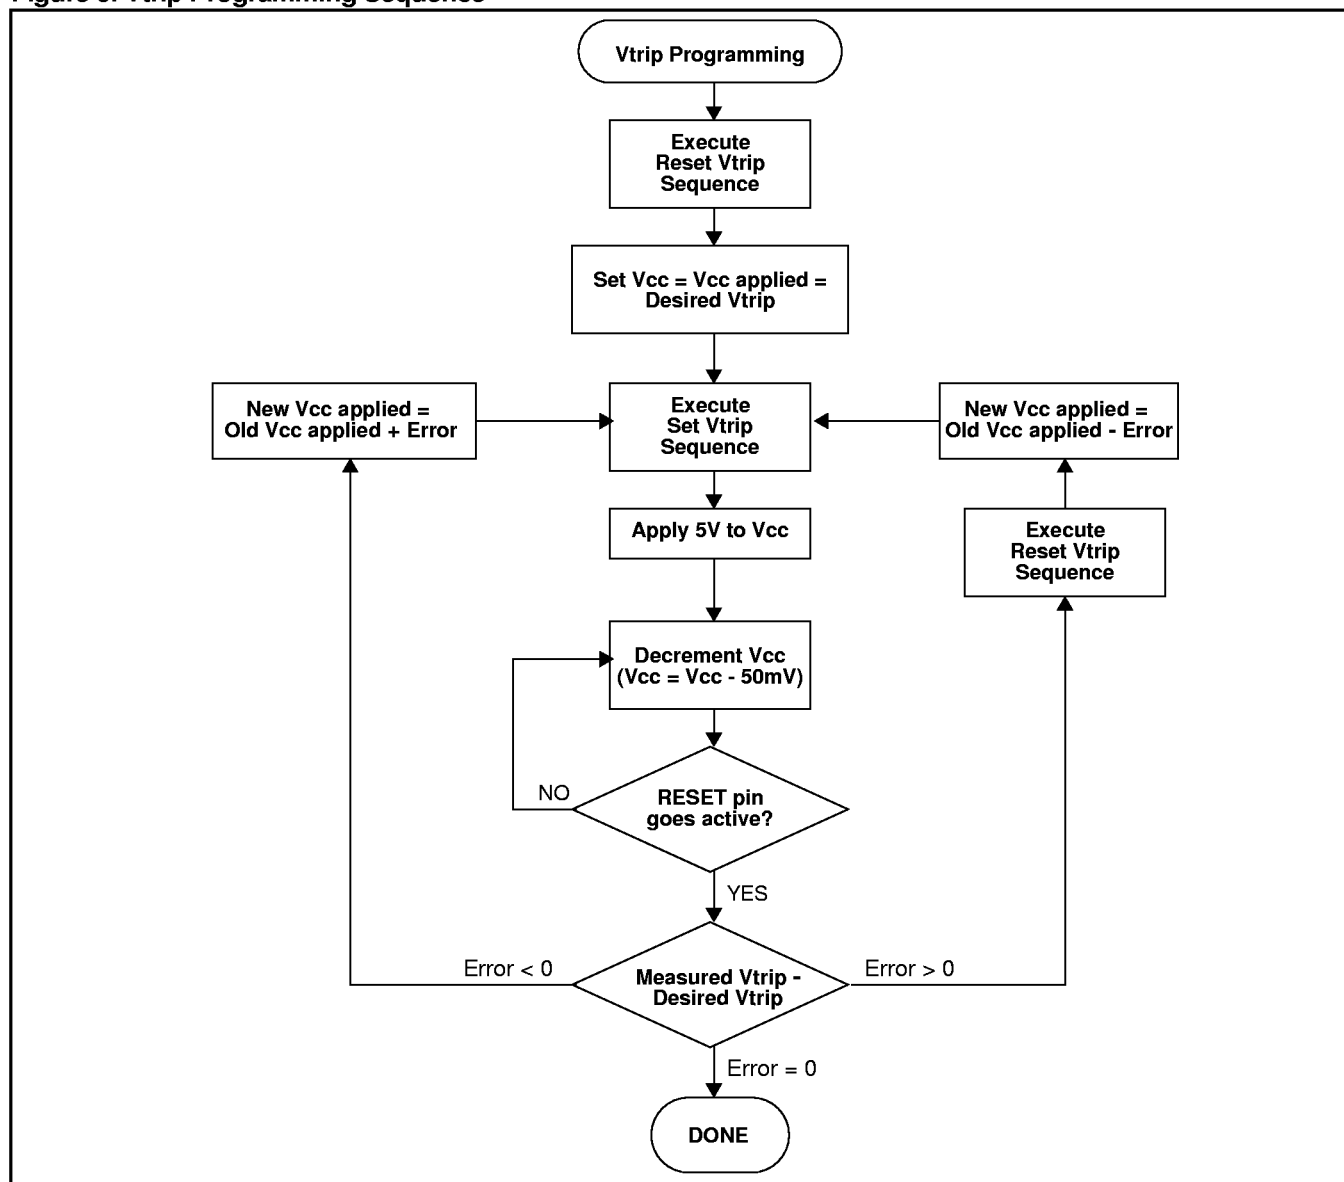 Vtrip Programming Sequence
Vtrip Programming
Execute
Reset Vtrip
Sequence
Set Vcc = Vcc applied =
Desired Vtrip
New Vcc applied =
Old Vcc applied + Error
Execute
Set Vtrip
Sequence
New Vcc applied =
Old Vcc applied - Error
Apply 5V to Vcc
Execute
Reset Vtrip
Sequence
Decrement Vcc
(Vcc = Vcc - 50mV)
NO
RESET pin
goes active?
YES
Error < 0
Measured Vtrip -
Desired Vtrip
Error > 0
Error = 0
DONE